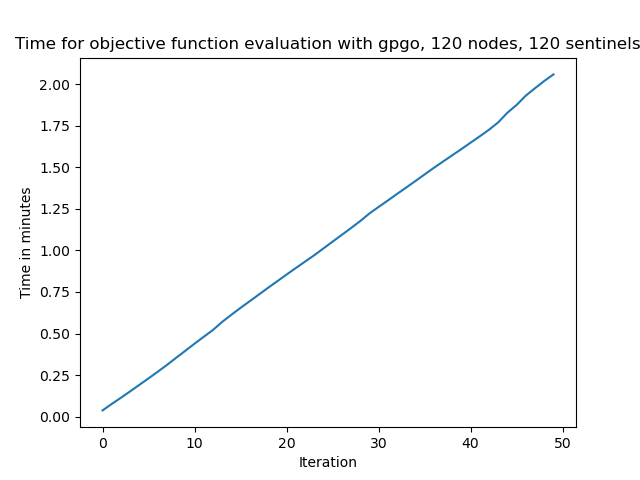 Time for objective function evaluation with gpgo, 120 nodes, 120 sentinels
2.00
1.75
1.50
1.25
1.00
0.75
0.50
0.25
0.00
Time in minutes
0 10 20 30 40 50
Iteration